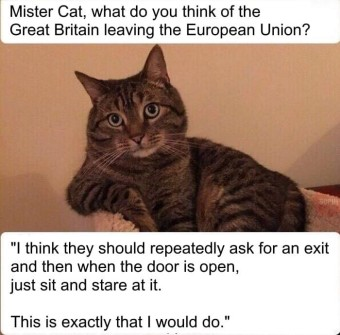 Mister Cat, what do you think of the
Great Britain leaving the European Union?
"I think they should repeatedly ask for an exit
and then when the door is open,
just sit and stare at it.
This is exactly that I would do."